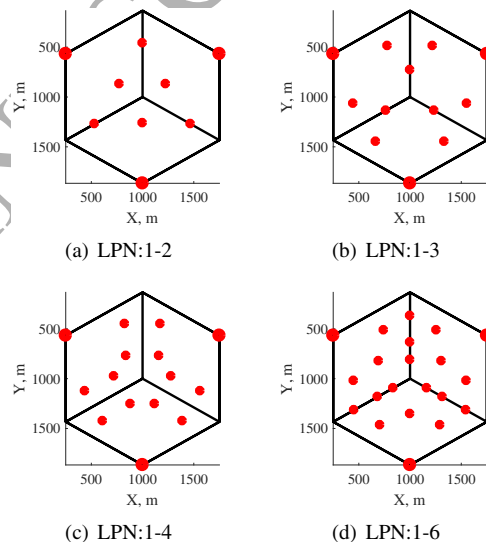 500
1000
1500
Y, m
500 1000 1500
X, m
(a) LPN:1-2
500
1000
1500
Y, m
500 1000 1500
X, m
(b) LPN:1-3
500
1000
1500
Y, m
500 1000 1500
X, m
(c) LPN:1-4
500
1000
1500
Y, m
500 1000 1500
X, m
(d) LPN:1-6